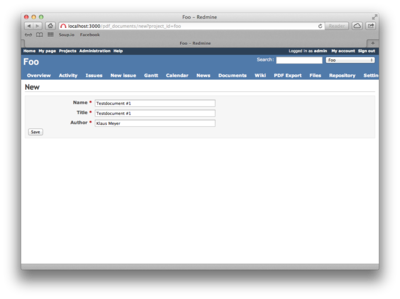 Foo – Redmine
localhost:3000/pdf_documents/new?project_id=foo
Soup.io Facebook
Foo – Redmine
Home My page Projects Administration Help Logged in as admin My account Sign out
Foo Search: Foo
Overview Activity Issues New issue Gantt Calendar News Documents Wiki PDF Export Files Repository Settin
New
Name * Testdocument #1
Title * Testdocument #1
Author * Klaus Meyer
Save